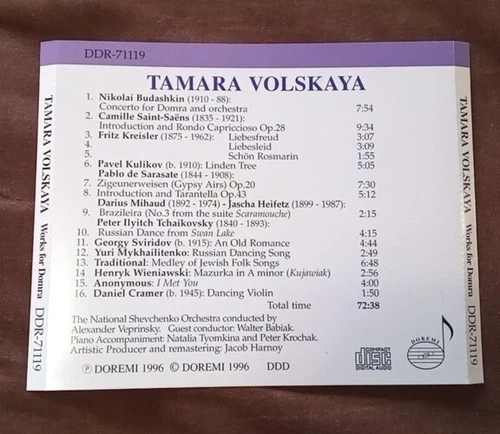 DDR-71119
TAMARA VOLSKAYA
1. Nikolai Budashkin (1910 - 88):
Concerto for Domra and orchestra 7:54
2. Camille Saint-Saëns (1835 - 1921):
Introduction and Rondo Capriccioso Op.28 9:34
3. Fritz Kreisler (1875 - 1962): Liebesfreud 3:07
4. Liebesleid 3:09
5. Schön Rosmarin 1:55
6. Pavel Kulikov (b. 1910): Linden Tree 5:05
Pablo de Sarasate (1844 - 1908):
7. Zigeunerweisen (Gypsy Airs) Op.20 7:30
8. Introduction and Tarantella Op.43 5:12
Darius Mihaud (1892 - 1974) - Jascha Heifetz (1899 - 1987):
9. Brazileira (No.3 from the suite Scaramouche) 2:15
Peter Ilyitch Tchaikovsky (1840 - 1893):
10. Russian Dance from Swan Lake 4:15
11. Georgy Sviridov (b. 1915): An Old Romance 4:49
12. Yuri Mykhailitenko: Russian Dancing Song 2:49
13. Traditional: Medley of Jewish Folk Songs 6:48
14 Henryk Wieniawski: Mazurka in A minor (Kujawiak) 2:56
15. Anonymous: I Met You 4:00
16. Daniel Cramer (b. 1945): Dancing Violin 1:50
Total time 72:38
The National Shevchenko Orchestra conducted by
Alexander Veprinsky. Guest conductor: Walter Babiak.
Piano Accompaniment: Natalia Tyomkina and Peter Krochak.
Artistic Producer and remastering: Jacob Harnoy
Ⓟ DOREMI 1996 © DOREMI 1996 DDD
COMPACT
disc
DIGITAL AUDIO
DOREMI
TAMARA VOLSKAYA Works for Domra DDR-71119
TAMARA VOLSKAYA Works for Domra DDR-71119